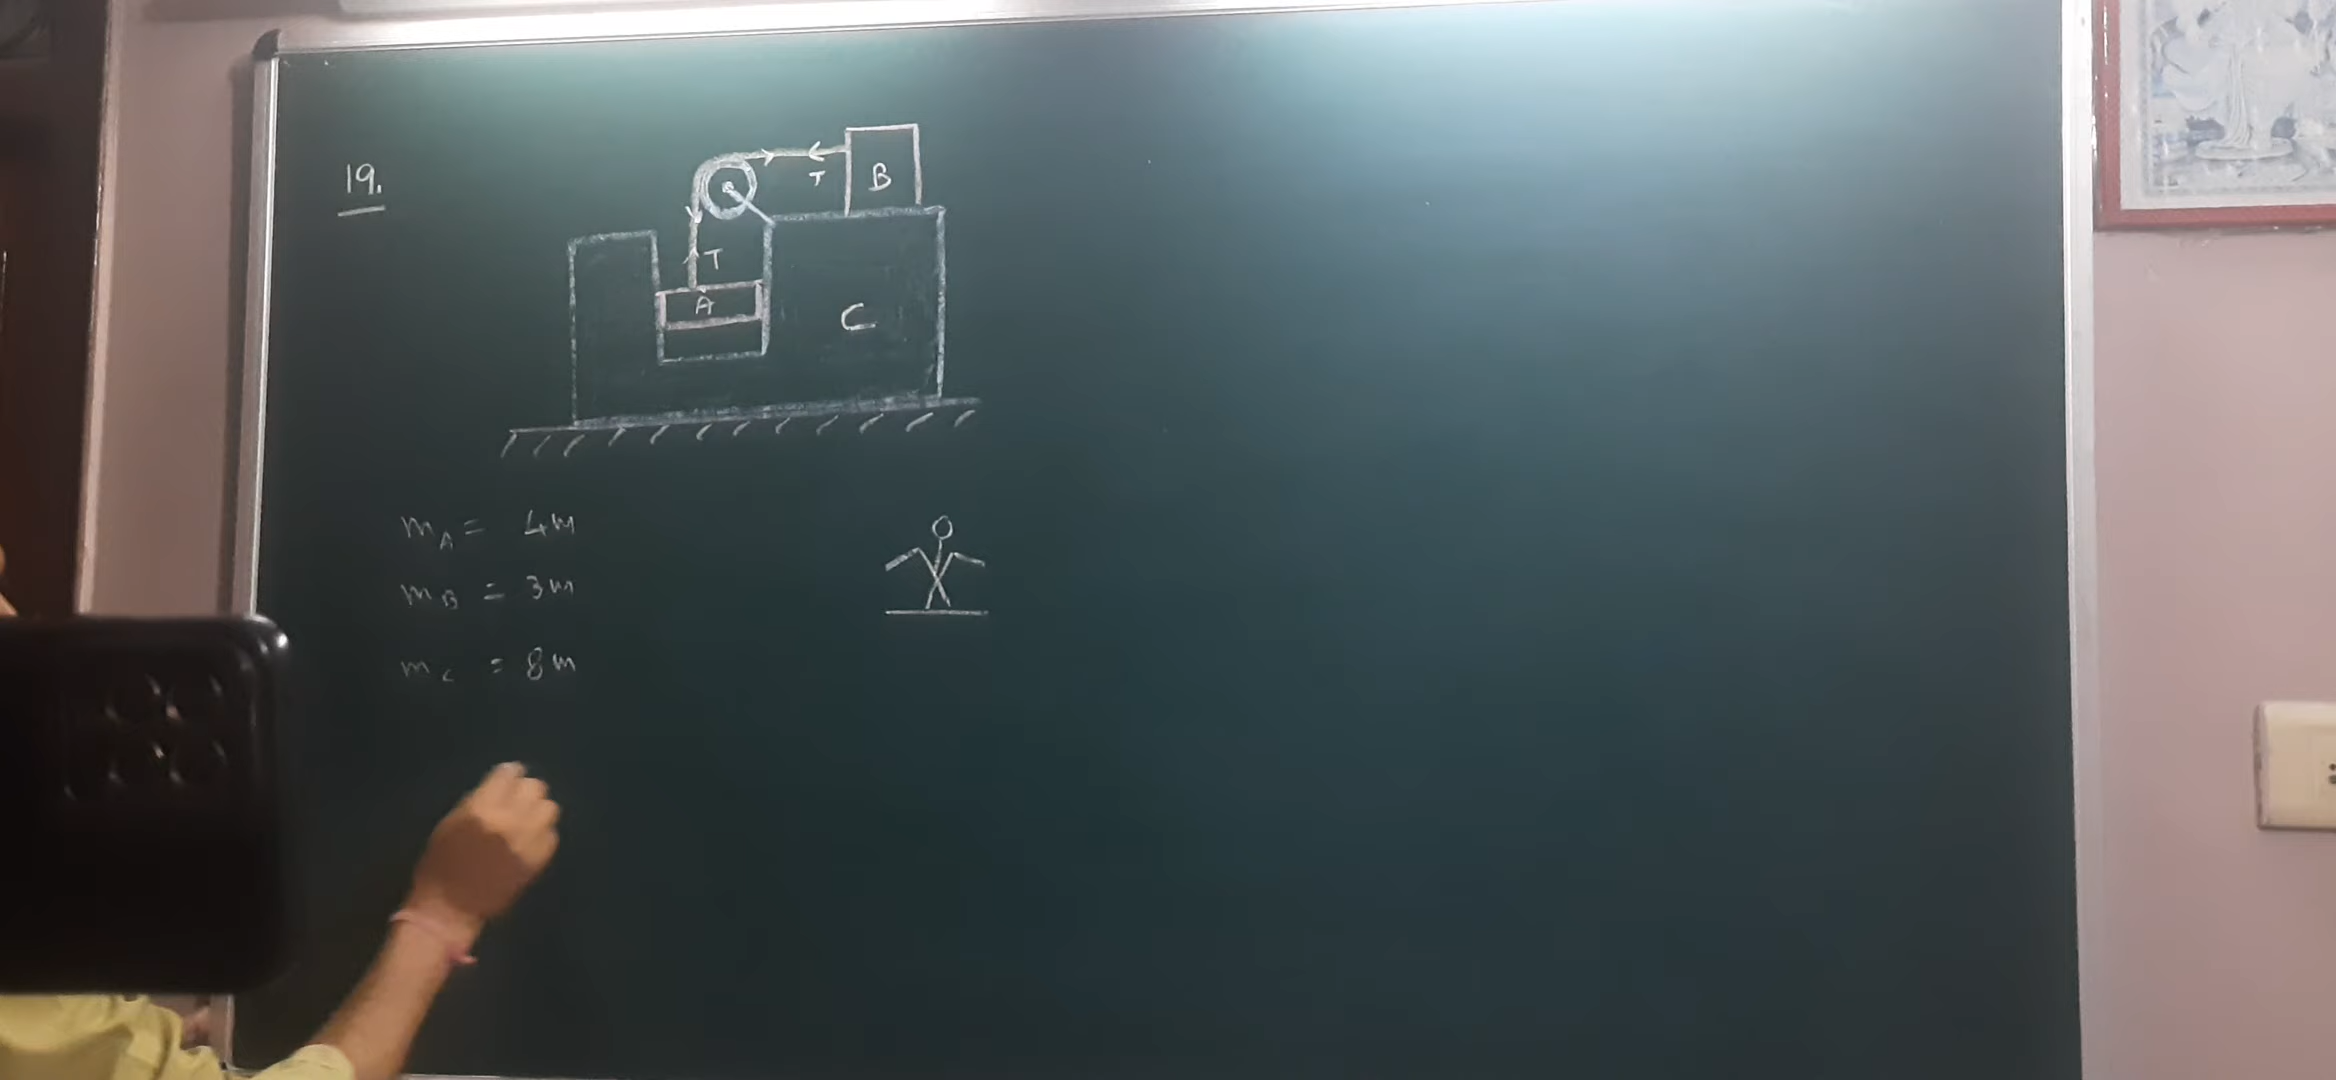 19.
T
B
T
A
C
m_A = 4m
m_B = 3m
m_C = 8m